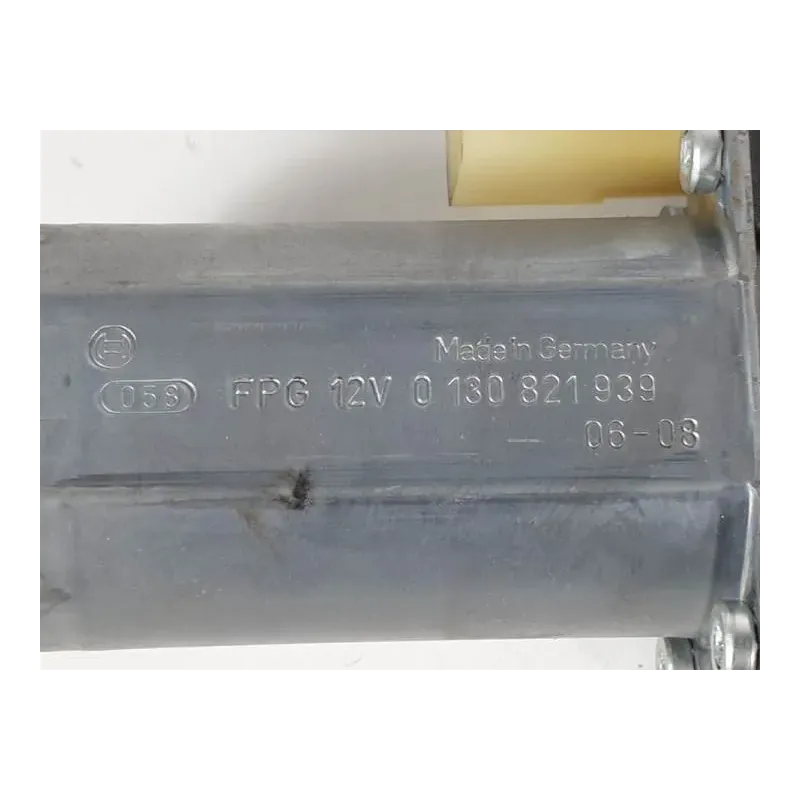 Made in Germany
058 FPG 12V 0 130 821 939
06-08